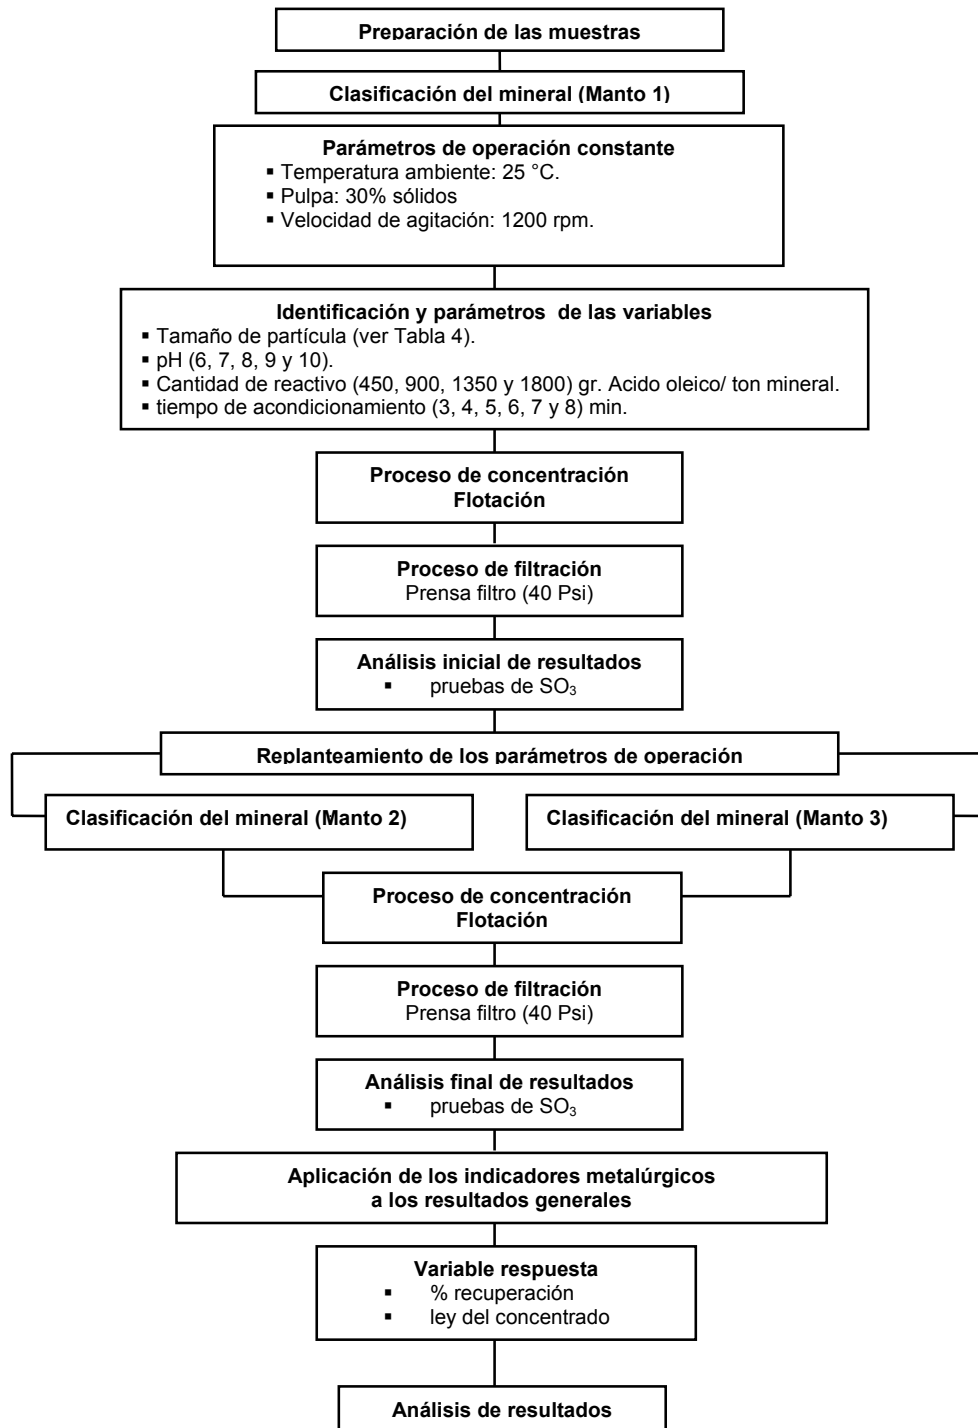 Preparación de las muestras
Clasificación del mineral (Manto 1)
Parámetros de operación constante
▪ Temperatura ambiente: 25 °C.
▪ Pulpa: 30% sólidos
▪ Velocidad de agitación: 1200 rpm.
Identificación y parámetros de las variables
▪ Tamaño de partícula (ver Tabla 4).
▪ pH (6, 7, 8, 9 y 10).
▪ Cantidad de reactivo (450, 900, 1350 y 1800) gr. Acido oleico/ ton mineral.
▪ tiempo de acondicionamiento (3, 4, 5, 6, 7 y 8) min.
Proceso de concentración
Flotación
Proceso de filtración
Prensa filtro (40 Psi)
Análisis inicial de resultados
▪ pruebas de SO₃
Replanteamiento de los parámetros de operación
Clasificación del mineral (Manto 2)
Clasificación del mineral (Manto 3)
Proceso de concentración
Flotación
Proceso de filtración
Prensa filtro (40 Psi)
Análisis final de resultados
▪ pruebas de SO₃
Aplicación de los indicadores metalúrgicos
a los resultados generales
Variable respuesta
▪ % recuperación
▪ ley del concentrado
Análisis de resultados